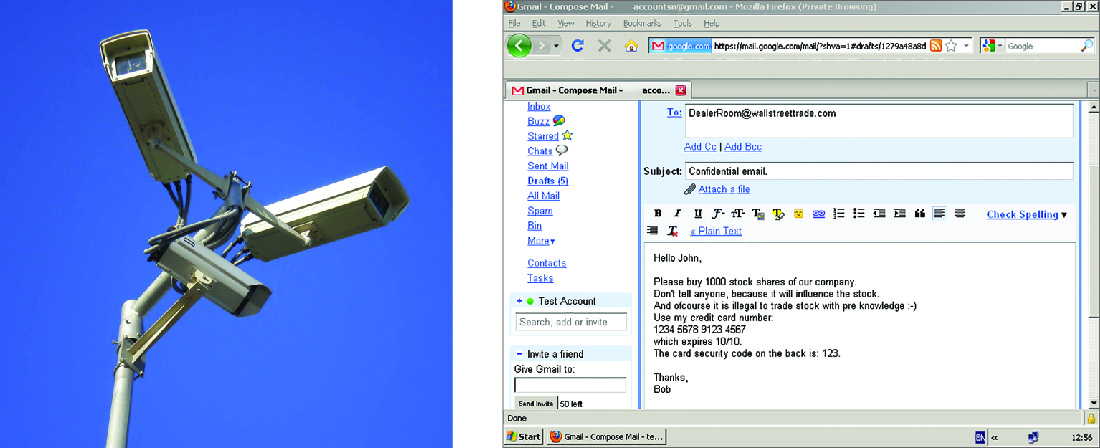 Gmail - Compose Mail - accountsn@gmail.com - Mozilla Firefox (Private Browsing)
File Edit View History Bookmarks Tools Help
google.com https://mail.google.com/mail/?shva=1#drafts/1279a48a8d
Google
Gmail - Compose Mail - acco...
Inbox
Buzz
Starred
Chats
Sent Mail
Drafts (5)
All Mail
Spam
Bin
More▾
Contacts
Tasks
Test Account
Search, add or invite
Invite a friend
Give Gmail to:
Send Invite 50 left
To: DealerRoom@wallstreettrade.com
Add Cc | Add Bcc
Subject: Confidential email.
Attach a file
B I U Check Spelling ▾
« Plain Text
Hello John,
Please buy 1000 stock shares of our company.
Don't tell anyone, because it will influence the stock.
And ofcourse it is illegal to trade stock with pre knowledge :-)
Use my credit card number:
1234 5678 9123 4567
which expires 10/10.
The card security code on the back is: 123.
Thanks,
Bob
Done
Start Gmail - Compose Mail - te... EN « 12:56